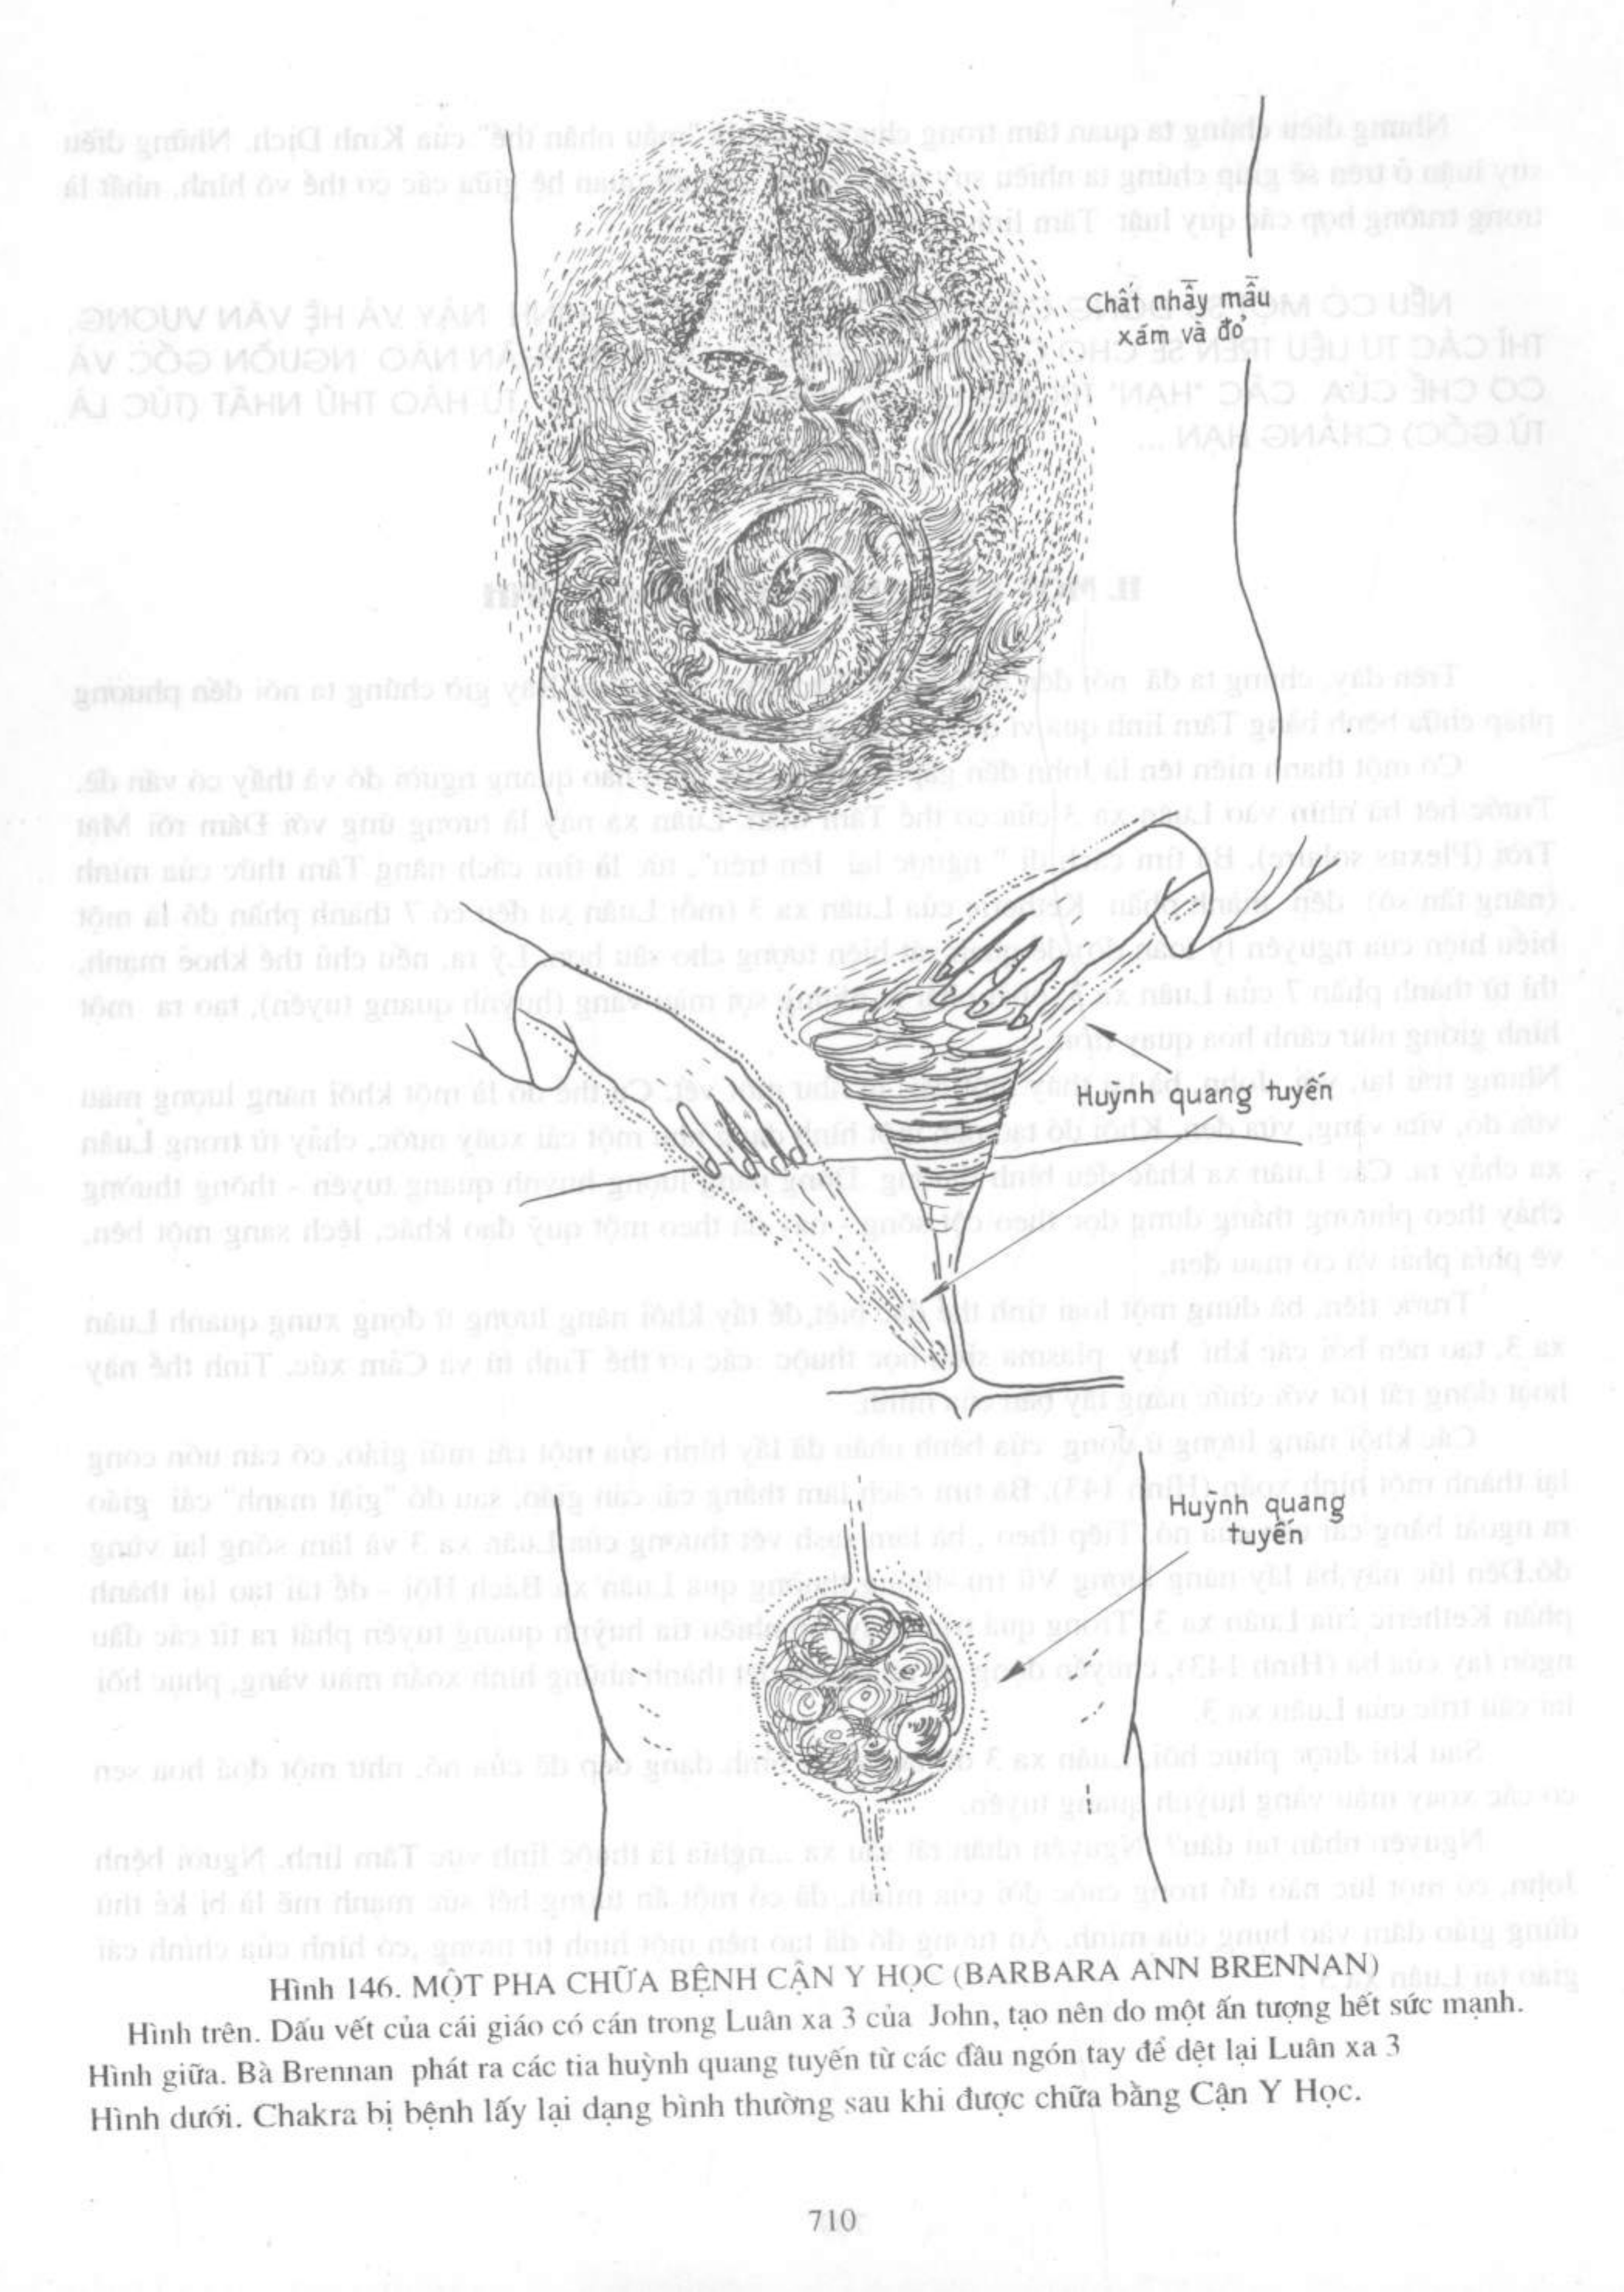 Chất nhầy mầu
xám và đỏ
Huỳnh quang tuyến
Huỳnh quang
tuyến
Hình 146. MỘT PHA CHỮA BỆNH CẬN Y HỌC (BARBARA ANN BRENNAN)
Hình trên. Dấu vết của cái giáo có cán trong Luân xa 3 của John, tạo nên do một ấn tượng hết sức mạnh.
Hình giữa. Bà Brennan phát ra các tia huỳnh quang tuyến từ các đầu ngón tay để dệt lại Luân xa 3
Hình dưới. Chakra bị bệnh lấy lại dạng bình thường sau khi được chữa bằng Cận Y Học.
710